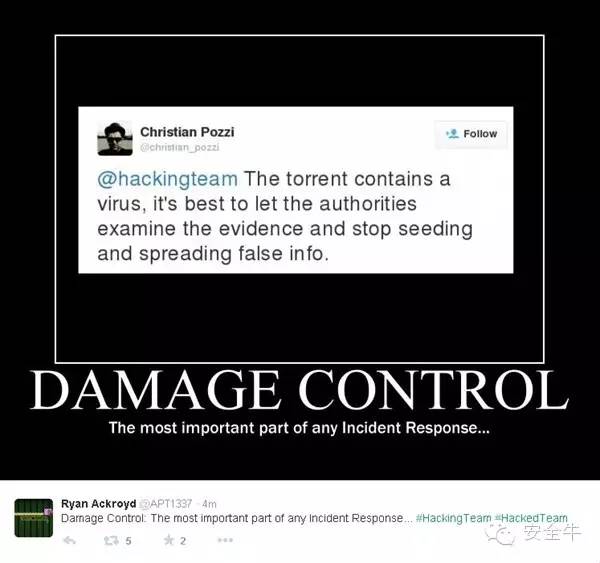 Christian Pozzi
@christian_pozzi
Follow
@hackingteam The torrent contains a
virus, it's best to let the authorities
examine the evidence and stop seeding
and spreading false info.
DAMAGE CONTROL
The most important part of any Incident Response...
Ryan Ackroyd @APT1337 · 4m
Damage Control: The most important part of any Incident Response... #HackingTeam #HackedTeam
5 2
安全牛